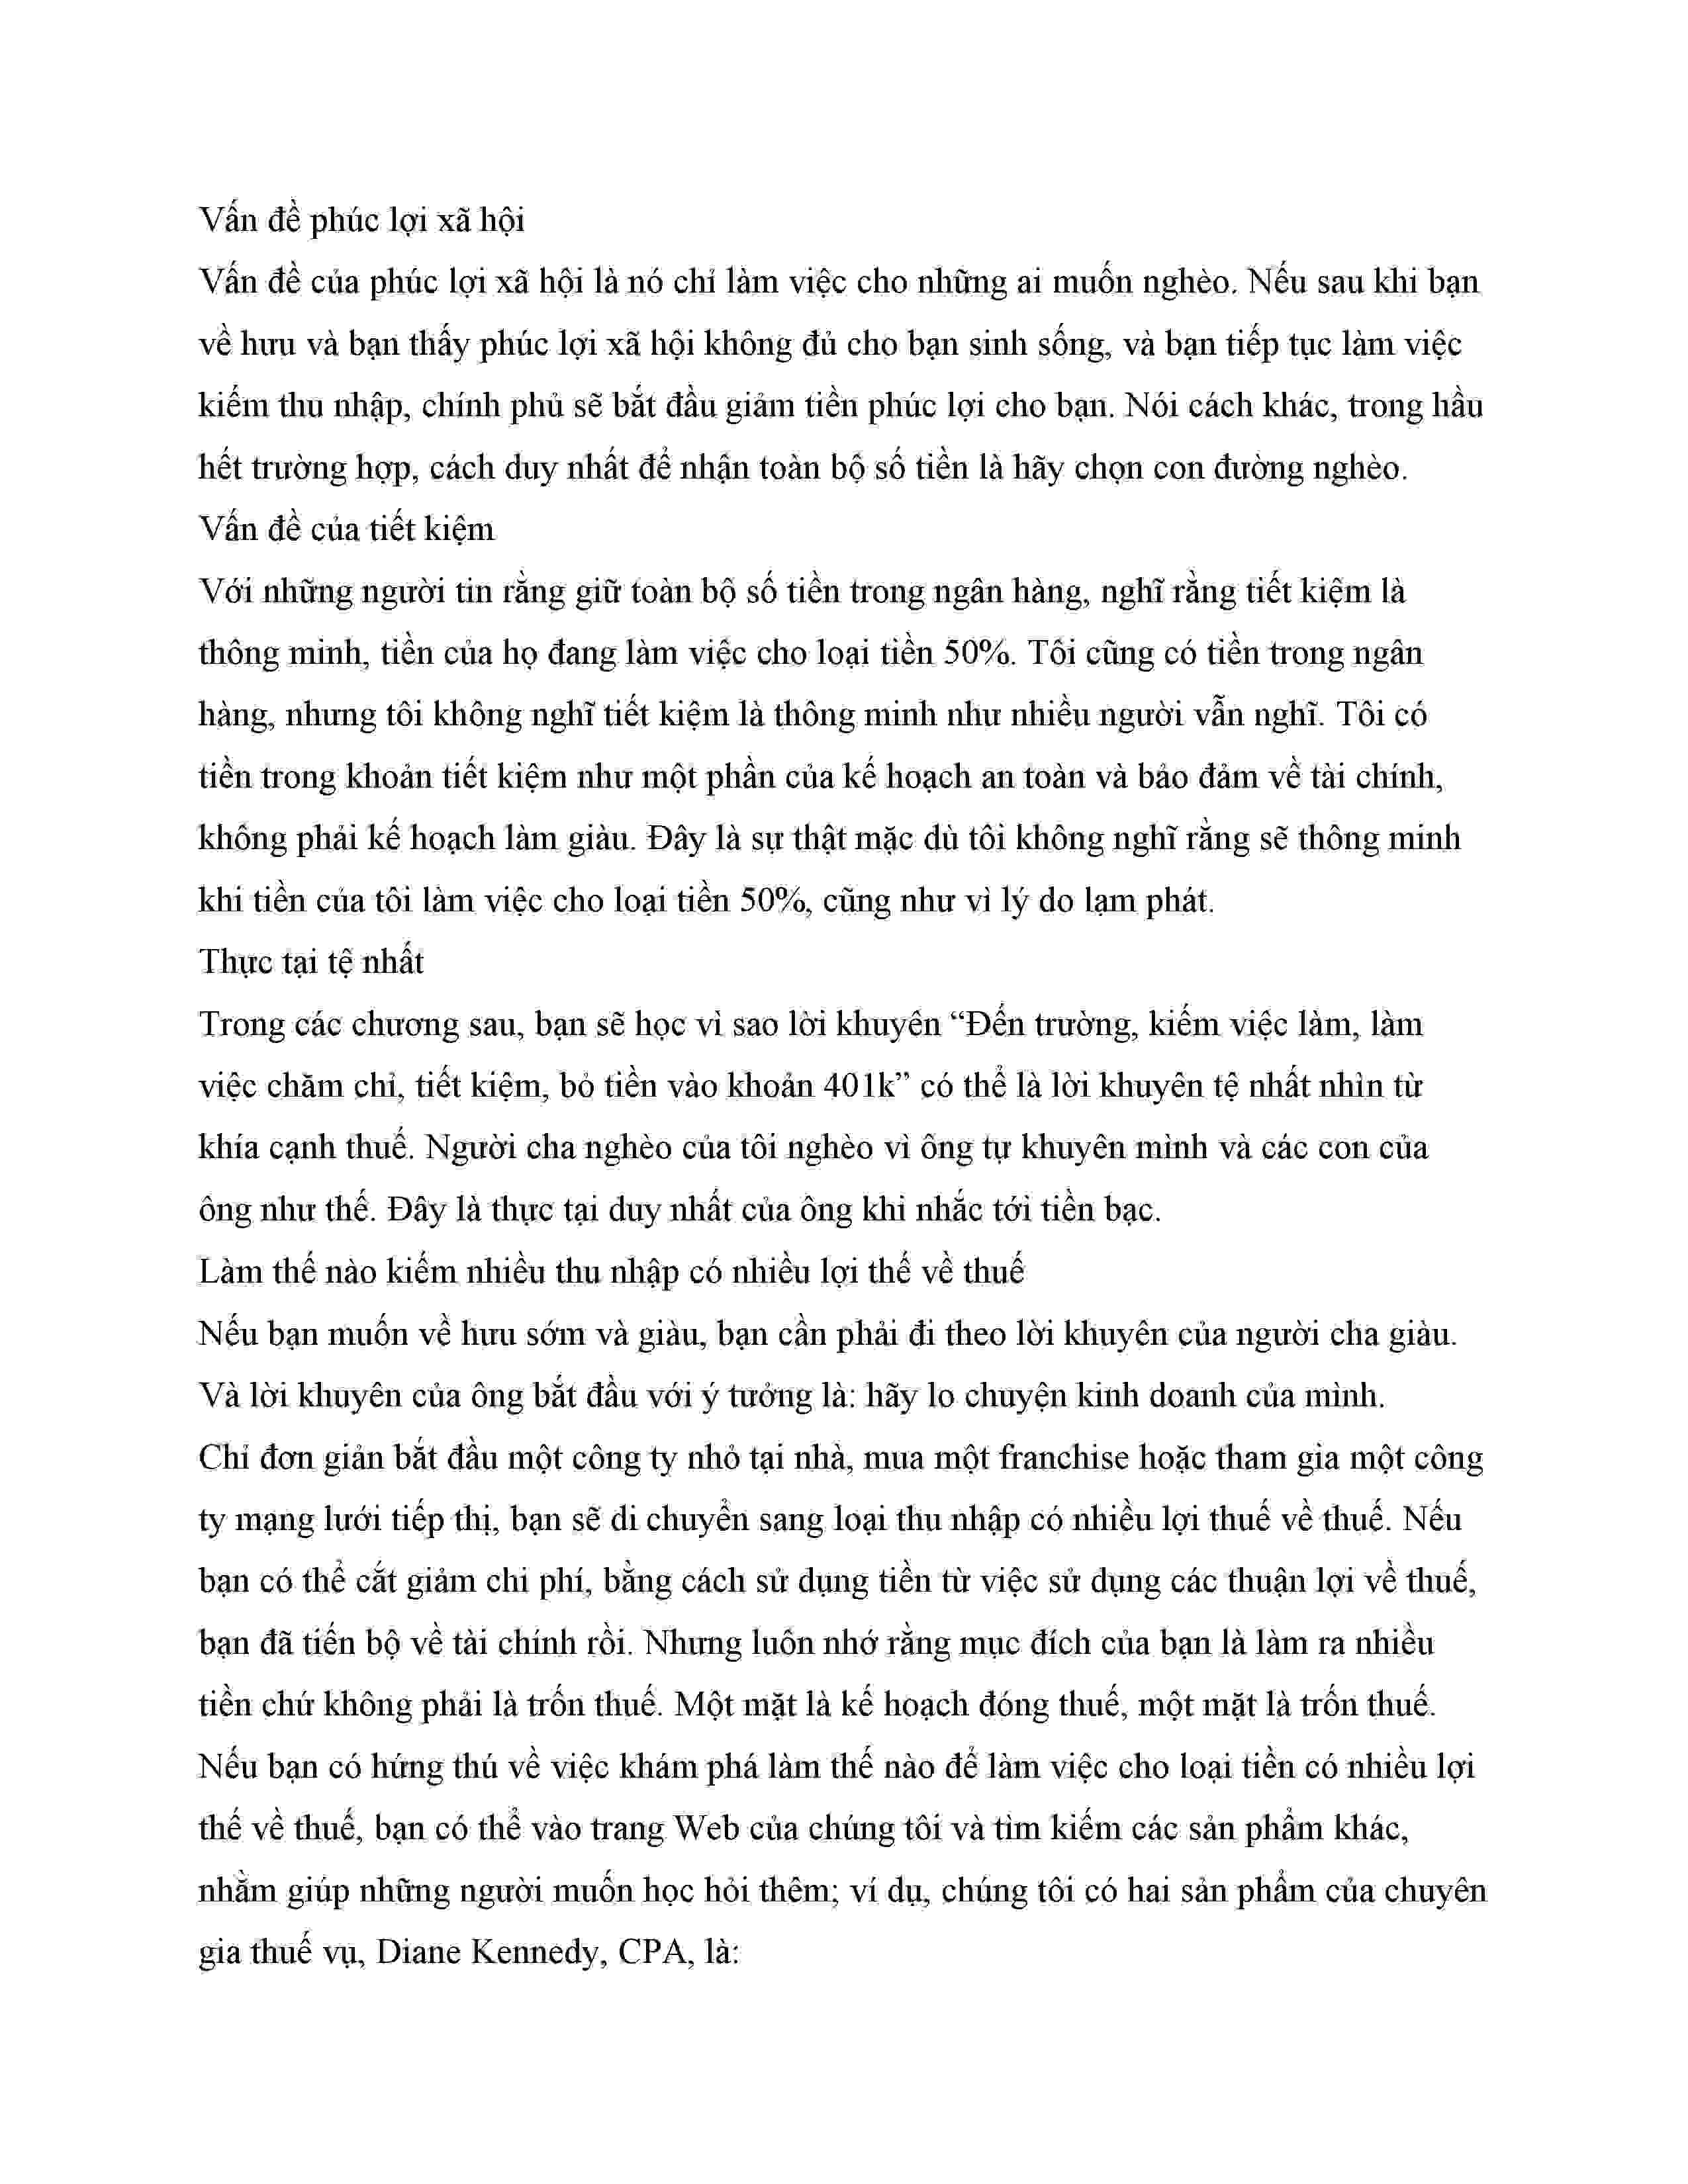 Vấn đề phúc lợi xã hội
Vấn đề của phúc lợi xã hội là nó chỉ làm việc cho những ai muốn nghèo. Nếu sau khi bạn
về hưu và bạn thấy phúc lợi xã hội không đủ cho bạn sinh sống, và bạn tiếp tục làm việc
kiếm thu nhập, chính phủ sẽ bắt đầu giảm tiền phúc lợi cho bạn. Nói cách khác, trong hầu
hết trường hợp, cách duy nhất để nhận toàn bộ số tiền là hãy chọn con đường nghèo.
Vấn đề của tiết kiệm
Với những người tin rằng giữ toàn bộ số tiền trong ngân hàng, nghĩ rằng tiết kiệm là
thông minh, tiền của họ đang làm việc cho loại tiền 50%. Tôi cũng có tiền trong ngân
hàng, nhưng tôi không nghĩ tiết kiệm là thông minh như nhiều người vẫn nghĩ. Tôi có
tiền trong khoản tiết kiệm như một phần của kế hoạch an toàn và bảo đảm về tài chính,
không phải kế hoạch làm giàu. Đây là sự thật mặc dù tôi không nghĩ rằng sẽ thông minh
khi tiền của tôi làm việc cho loại tiền 50%, cũng như vì lý do lạm phát.
Thực tại tệ nhất
Trong các chương sau, bạn sẽ học vì sao lời khuyên “Đến trường, kiếm việc làm, làm
việc chăm chỉ, tiết kiệm, bỏ tiền vào khoản 401k” có thể là lời khuyên tệ nhất nhìn từ
khía cạnh thuế. Người cha nghèo của tôi nghèo vì ông tự khuyên mình và các con của
ông như thế. Đây là thực tại duy nhất của ông khi nhắc tới tiền bạc.
Làm thế nào kiếm nhiều thu nhập có nhiều lợi thế về thuế
Nếu bạn muốn về hưu sớm và giàu, bạn cần phải đi theo lời khuyên của người cha giàu.
Và lời khuyên của ông bắt đầu với ý tưởng là: hãy lo chuyện kinh doanh của mình.
Chỉ đơn giản bắt đầu một công ty nhỏ tại nhà, mua một franchise hoặc tham gia một công
ty mạng lưới tiếp thị, bạn sẽ di chuyển sang loại thu nhập có nhiều lợi thuế về thuế. Nếu
bạn có thể cắt giảm chi phí, bằng cách sử dụng tiền từ việc sử dụng các thuận lợi về thuế,
bạn đã tiến bộ về tài chính rồi. Nhưng luôn nhớ rằng mục đích của bạn là làm ra nhiều
tiền chứ không phải là trốn thuế. Một mặt là kế hoạch đóng thuế, một mặt là trốn thuế.
Nếu bạn có hứng thú về việc khám phá làm thế nào để làm việc cho loại tiền có nhiều lợi
thế về thuế, bạn có thể vào trang Web của chúng tôi và tìm kiếm các sản phẩm khác,
nhằm giúp những người muốn học hỏi thêm; ví dụ, chúng tôi có hai sản phẩm của chuyên
gia thuế vụ, Diane Kennedy, CPA, là: